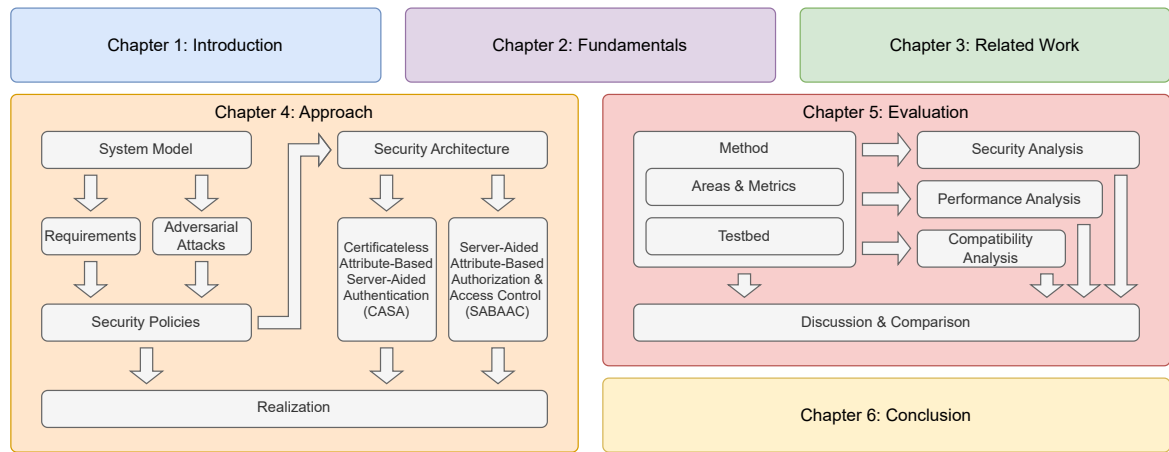 Chapter 1: Introduction
Chapter 2: Fundamentals
Chapter 3: Related Work
Chapter 4: Approach
System Model
Requirements
Adversarial
Attacks
Security Policies
Security Architecture
Certificateless
Attribute-Based
Server-Aided
Authentication
(CASA)
Server-Aided
Attribute-Based
Authorization &
Access Control
(SABAAC)
Realization
Chapter 5: Evaluation
Method
Areas & Metrics
Testbed
Security Analysis
Performance Analysis
Compatibility
Analysis
Discussion & Comparison
Chapter 6: Conclusion